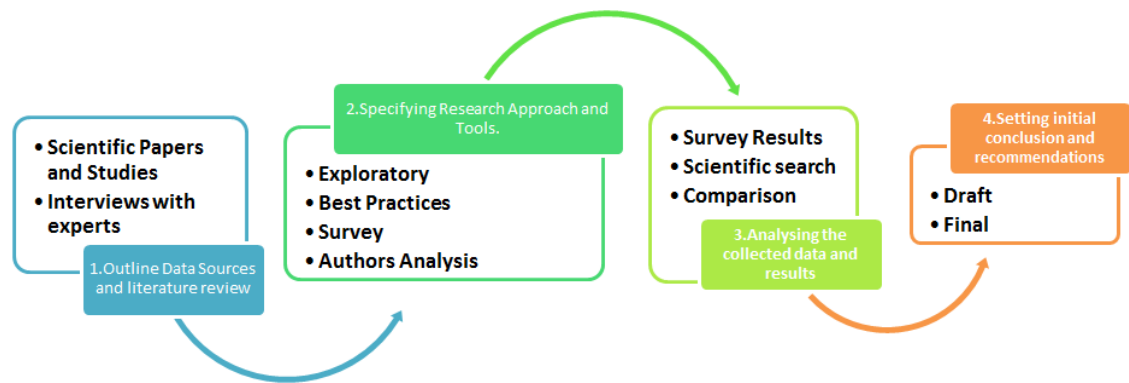 • Scientific Papers
and Studies
• Interviews with
experts
1.Outline Data Sources
and literature review
2.Specifying Research Approach and
Tools.
• Exploratory
• Best Practices
• Survey
• Authors Analysis
• Survey Results
• Scientific search
• Comparison
3.Analysing the
collected data and
results
4.Setting initial
conclusion and
recommendations
• Draft
• Final